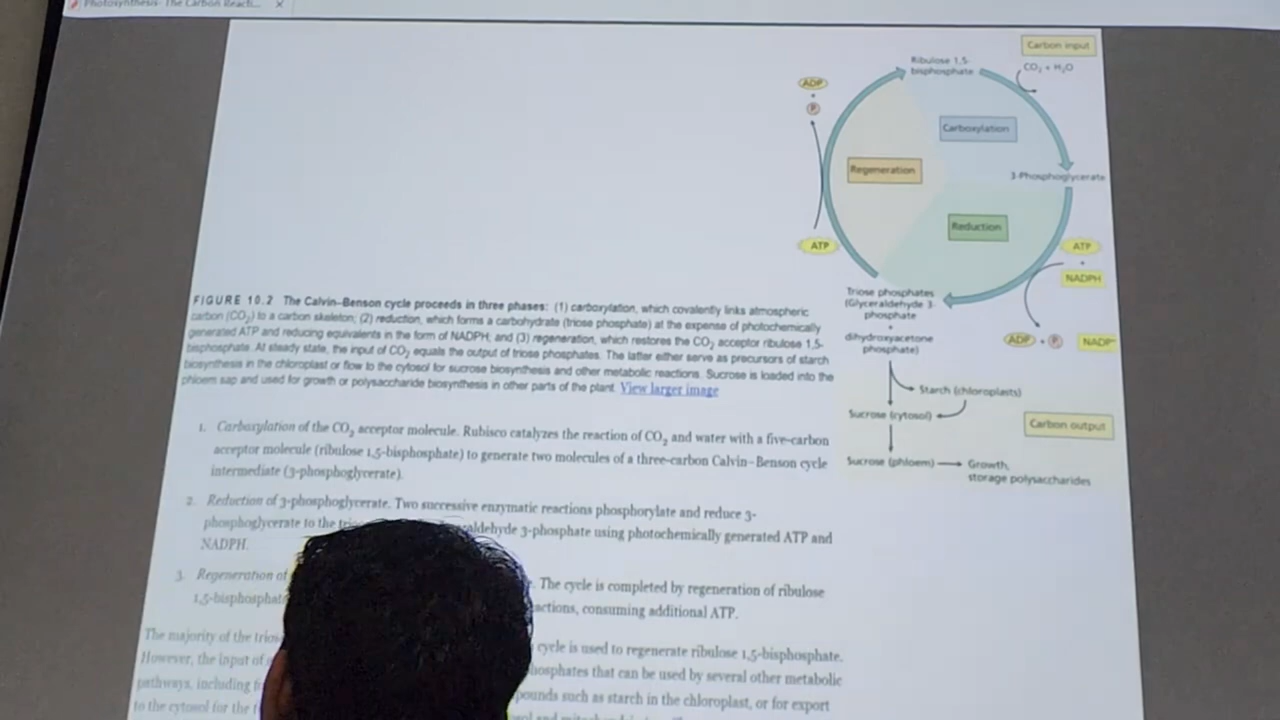 Photosynthesis- The Carbon Reacti...
Carbon input
Ribulose 1,5-
bisphosphate
CO₂ + H₂O
ADP
+
P
Carboxylation
Regeneration
3-Phosphoglycerate
Reduction
ATP
ATP
+
NADPH
Triose phosphates
(Glyceraldehyde 3-
phosphate
+
dihydroxyacetone
phosphate)
ADP + P
NADP⁺
Starch (chloroplasts)
Sucrose (cytosol)
Carbon output
Sucrose (phloem) → Growth,
storage polysaccharides
FIGURE 10.2 The Calvin–Benson cycle proceeds in three phases: (1) carboxylation, which covalently links atmospheric
carbon (CO₂) to a carbon skeleton; (2) reduction, which forms a carbohydrate (triose phosphate) at the expense of photochemically
generated ATP and reducing equivalents in the form of NADPH; and (3) regeneration, which restores the CO₂ acceptor ribulose 1,5-
bisphosphate. At steady state, the input of CO₂ equals the output of triose phosphates. The latter either serve as precursors of starch
biosynthesis in the chloroplast or flow to the cytosol for sucrose biosynthesis and other metabolic reactions. Sucrose is loaded into the
phloem sap and used for growth or polysaccharide biosynthesis in other parts of the plant. View larger image
1. Carboxylation of the CO₂ acceptor molecule. Rubisco catalyzes the reaction of CO₂ and water with a five-carbon
acceptor molecule (ribulose 1,5-bisphosphate) to generate two molecules of a three-carbon Calvin–Benson cycle
intermediate (3-phosphoglycerate).
2. Reduction of 3-phosphoglycerate. Two successive enzymatic reactions phosphorylate and reduce 3-
phosphoglycerate to the 3-phosphate using photochemically generated ATP and
NADPH.
3. Regeneration of . The cycle is completed by regeneration of ribulose
1,5-bisphosphat actions, consuming additional ATP.
The majority of the trios cycle is used to regenerate ribulose 1,5-bisphosphate.
However, the input of hosphates that can be used by several other metabolic
pathways, including pounds such as starch in the chloroplast, or for export
to the cytosol for the